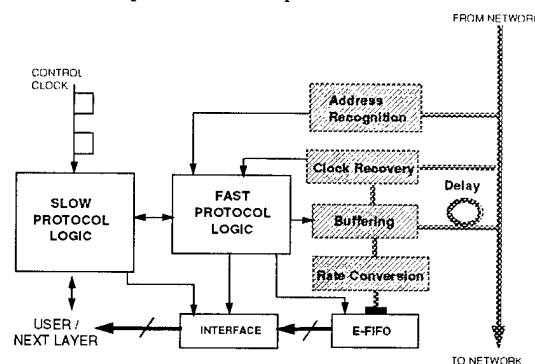 FROM NETWORK
CONTROL
CLOCK
Address
Recognition
Clock Recovery
Delay
SLOW
PROTOCOL
LOGIC
FAST
PROTOCOL
LOGIC
Buffering
Rate Conversion
USER /
NEXT LAYER
INTERFACE
E-FIFO
TO NETWORK